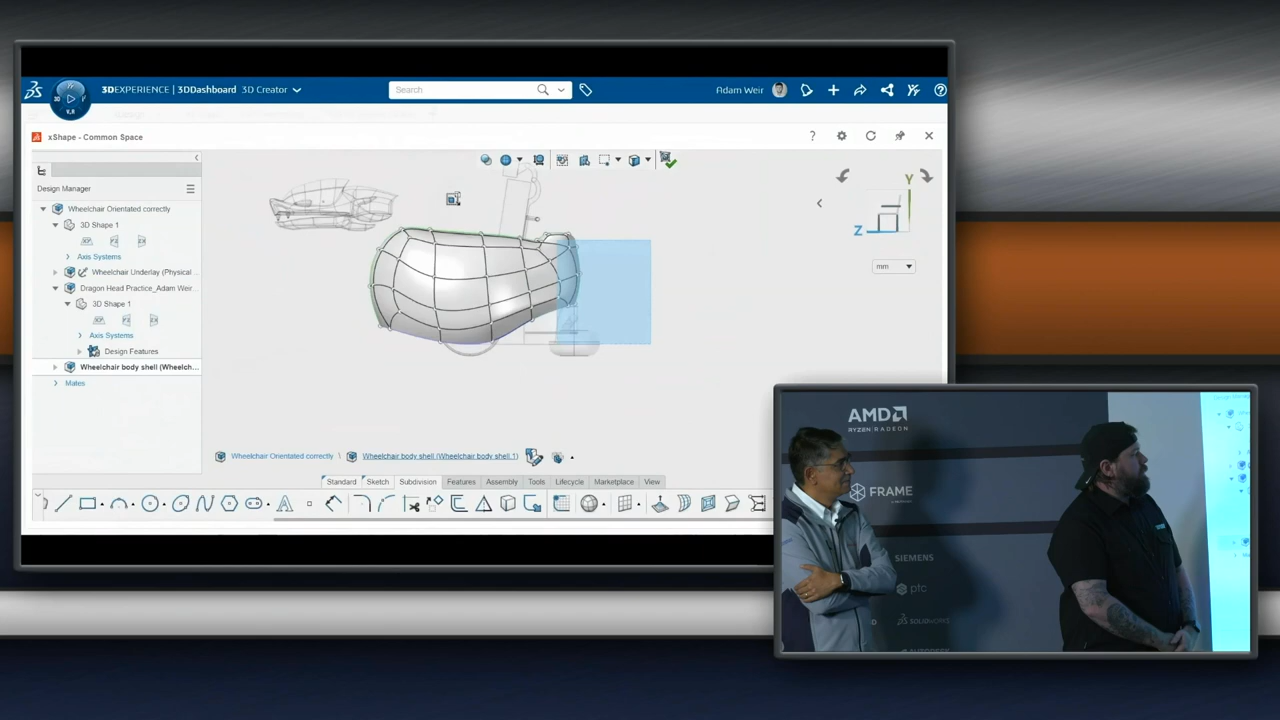 3DEXPERIENCE | 3DDashboard 3D Creator
Search
Adam Weir
xShape - Common Space
Design Manager
Wheelchair Orientated correctly
3D Shape 1
Axis Systems
Wheelchair Underlay (Physical ...
Dragon Head Practice_Adam Weir...
3D Shape 1
Axis Systems
Design Features
Wheelchair body shell (Wheelch...
Mates
Y
Z
mm
Wheelchair Orientated correctly \ Wheelchair body shell (Wheelchair body shell.1)
Standard Sketch Subdivision Features Assembly Tools Lifecycle Marketplace View
AMD
RYZEN | RADEON
FRAME
SIEMENS
ptc
SOLIDWORKS
AUTODESK